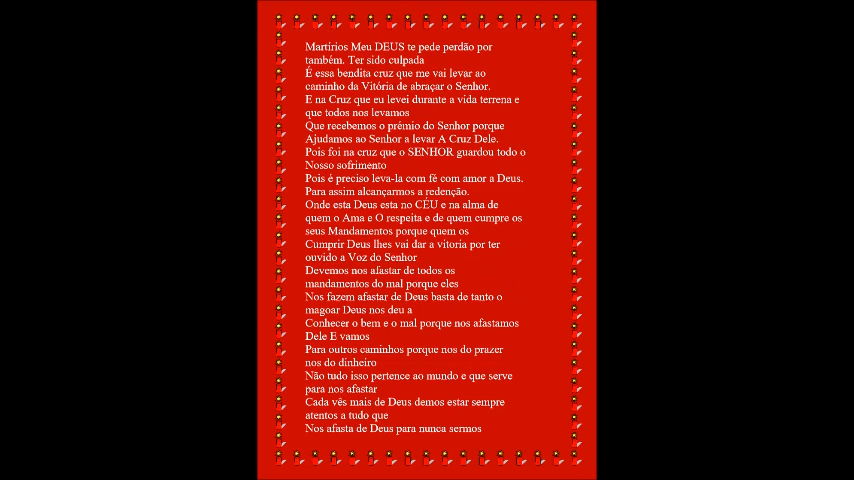 Martírios Meu DEUS te pede perdão por
também. Ter sido culpada
É essa bendita cruz que me vai levar ao
caminho da Vitória de abraçar o Senhor.
E na Cruz que eu levei durante a vida terrena e
que todos nos levamos
Que recebemos o prémio do Senhor porque
Ajudamos ao Senhor a levar A Cruz Dele.
Pois foi na cruz que o SENHOR guardou todo o
Nosso sofrimento
Pois é preciso leva-la com fé com amor a Deus.
Para assim alcançarmos a redenção.
Onde esta Deus esta no CÉU e na alma de
quem o Ama e O respeita e de quem cumpre os
seus Mandamentos porque quem os
Cumprir Deus lhes vai dar a vitoria por ter
ouvido a Voz do Senhor
Devemos nos afastar de todos os
mandamentos do mal porque eles
Nos fazem afastar de Deus basta de tanto o
magoar Deus nos deu a
Conhecer o bem e o mal porque nos afastamos
Dele E vamos
Para outros caminhos porque nos do prazer
nos do dinheiro
Não tudo isso pertence ao mundo e que serve
para nos afastar
Cada vês mais de Deus demos estar sempre
atentos a tudo que
Nos afasta de Deus para nunca sermos